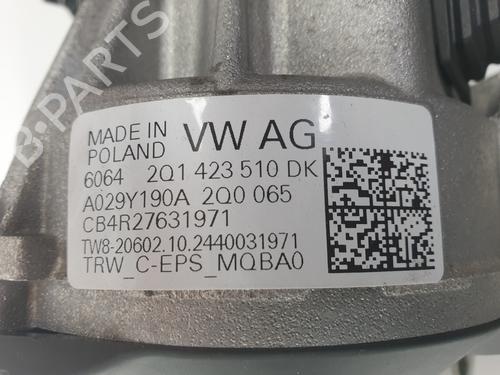 B-PARTS
MADE IN POLAND VW AG
6064 2Q1 423 510 DK
A029Y190A 2Q0 065
CB4R27631971
TW8-20602.10.2440031971
TRW_C-EPS_MQBA0